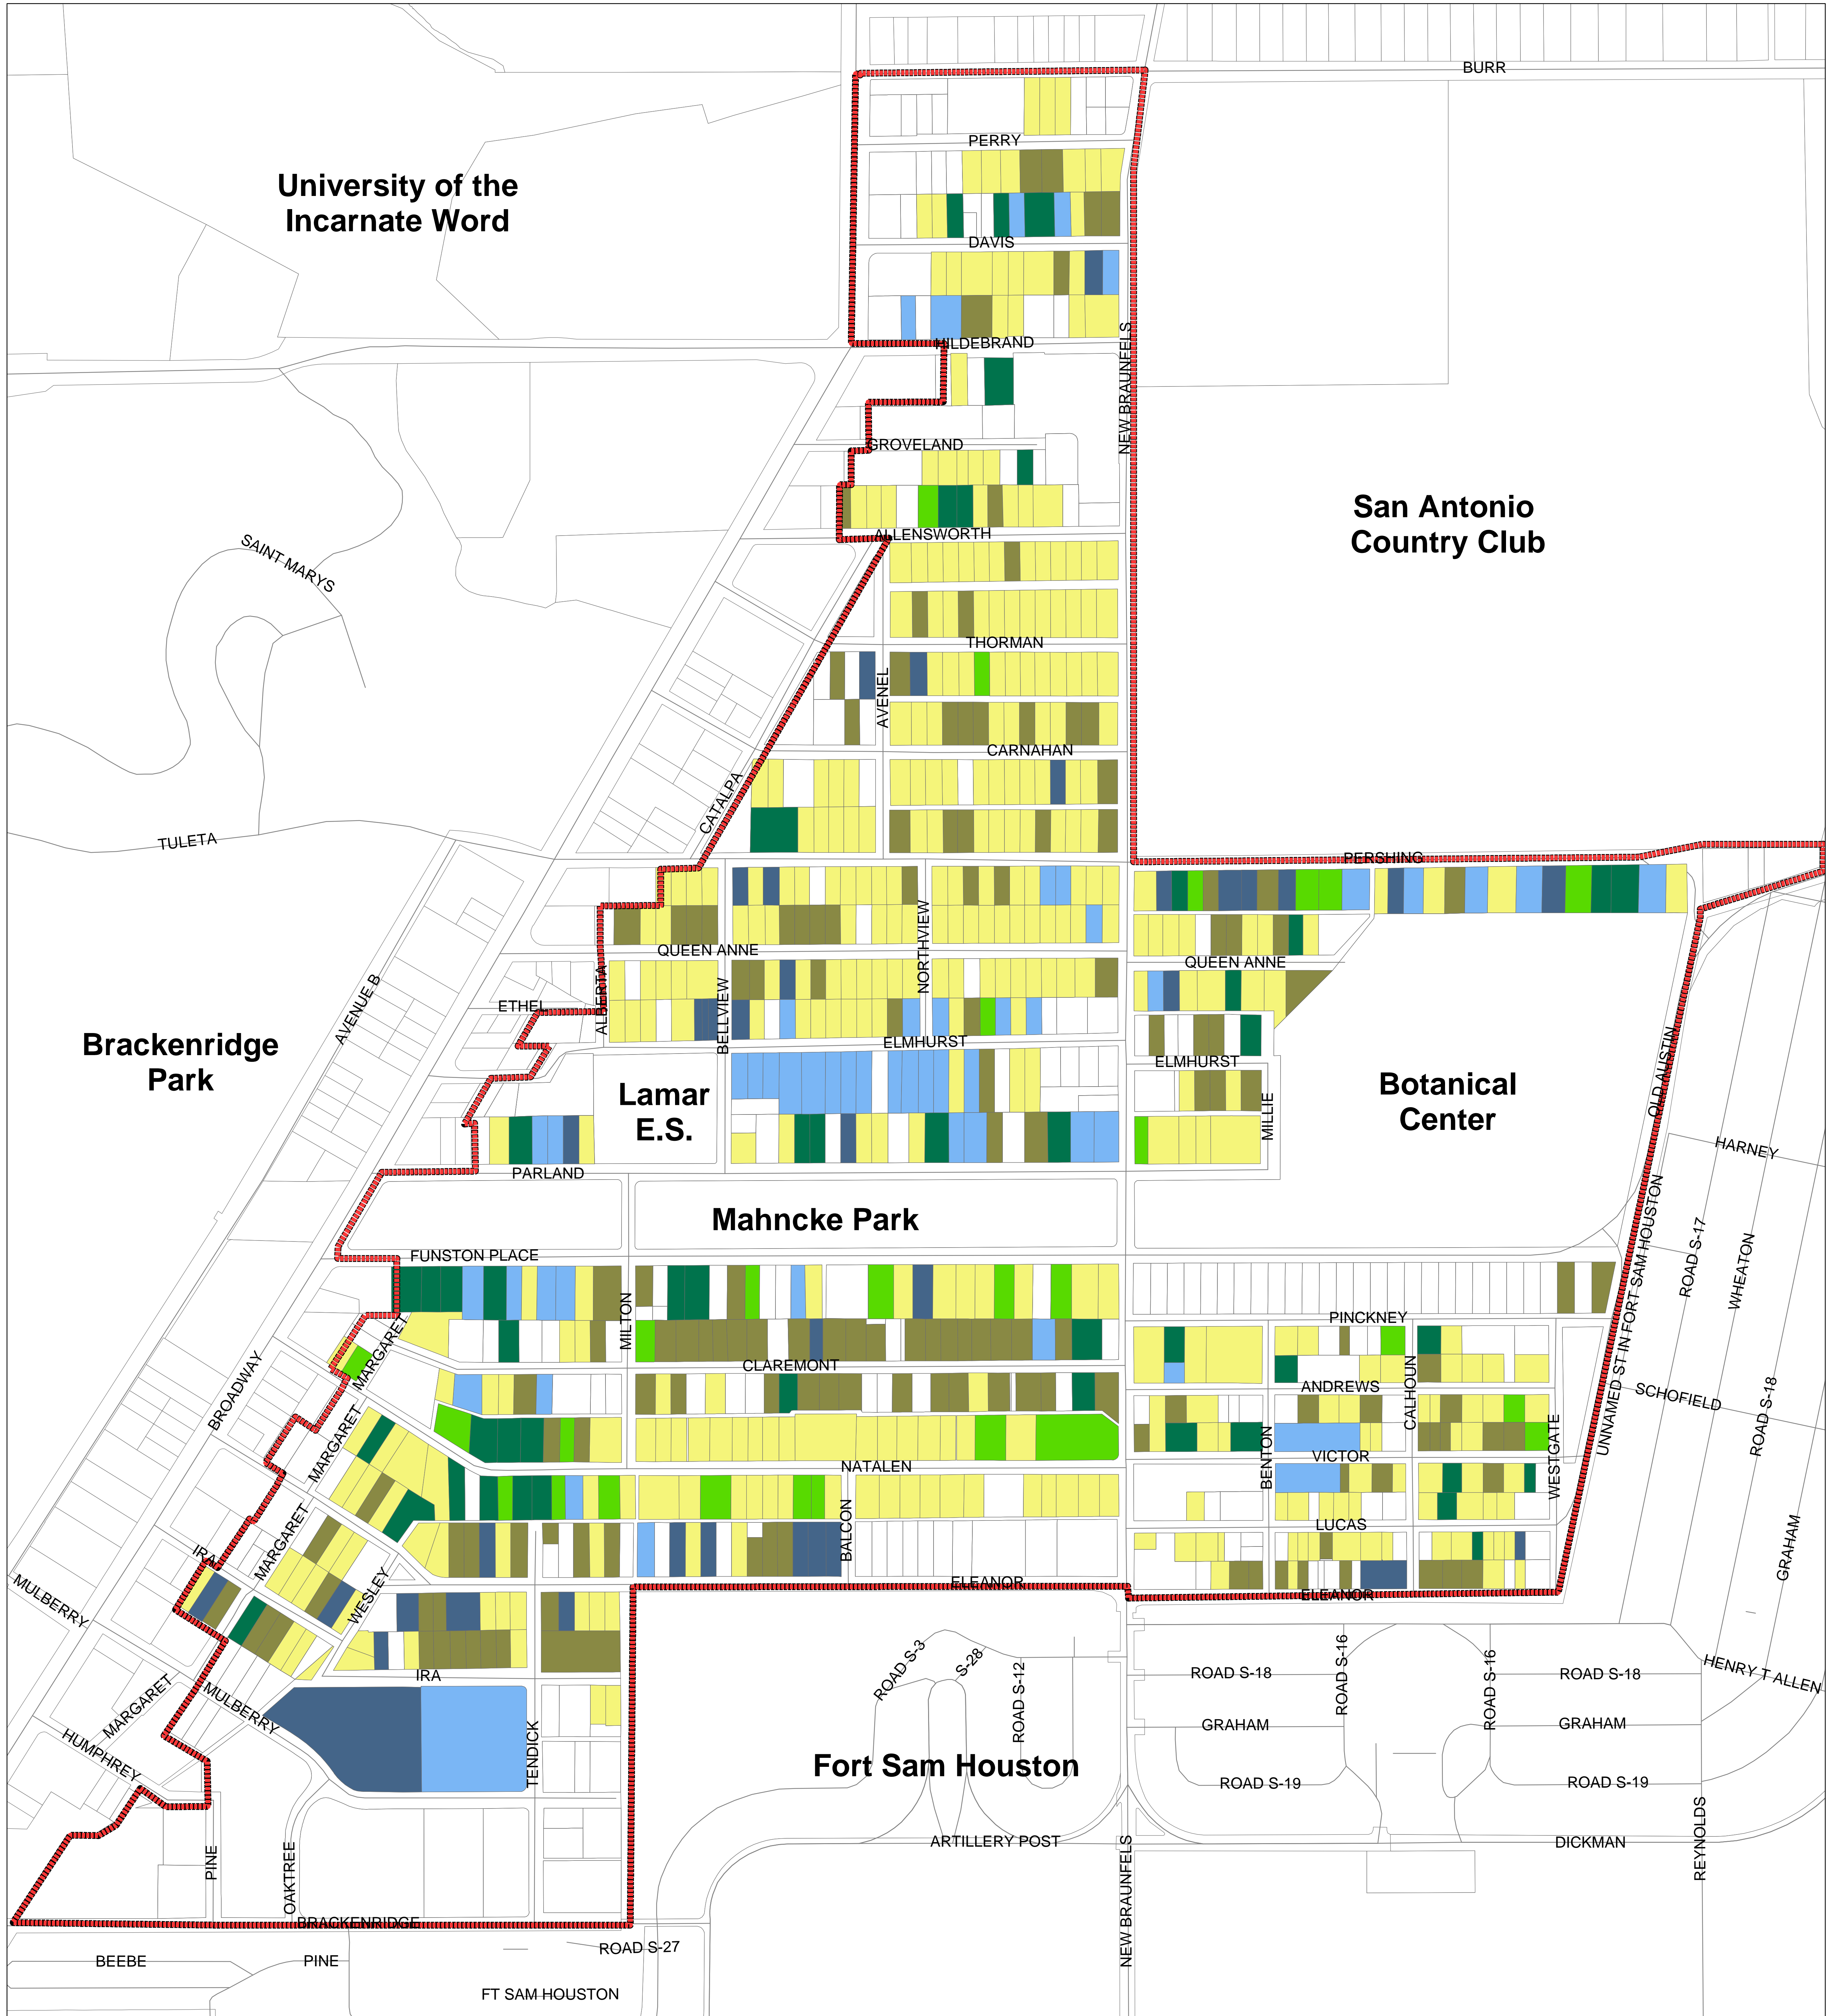 BURR
PERRY
University of the
Incarnate Word
DAVIS
HILDEBRAND
NEW BRAUNFELS
GROVELAND
San Antonio
Country Club
ALLENSWORTH
SAINT MARYS
THORMAN
AVENEL
CARNAHAN
CATALPA
TULETA
PERSHING
NORTHVIEW
QUEEN ANNE
QUEEN ANNE
ALBERTA
BELLVIEW
ETHEL
AVENUE B
Brackenridge
Park
ELMHURST
ELMHURST
OLD AUSTIN
Lamar
E.S.
Botanical
Center
MILLIE
HARNEY
PARLAND
Mahncke Park
UNNAMED ST IN FORT SAM HOUSTON
ROAD S-17
WHEATON
FUNSTON PLACE
PINCKNEY
MILTON
MARGARET
CLAREMONT
BROADWAY
ANDREWS
CALHOUN
SCHOFIELD
ROAD S-18
MARGARET
WESTGATE
VICTOR
BENTON
NATALEN
MARGARET
LUCAS
BALCON
GRAHAM
IRA
WESLEY
MULBERRY
ELEANOR
ELEANOR
ROAD S-3
S-28
ROAD S-12
ROAD S-16
ROAD S-16
IRA
ROAD S-18
ROAD S-18
HENRY T ALLEN
MARGARET
MULBERRY
GRAHAM
GRAHAM
HUMPHREY
TENDICK
Fort Sam Houston
ROAD S-19
ROAD S-19
ARTILLERY POST
DICKMAN
REYNOLDS
PINE
OAKTREE
NEW BRAUNFELS
BRACKENRIDGE
ROAD S-27
BEEBE
PINE
FT SAM HOUSTON